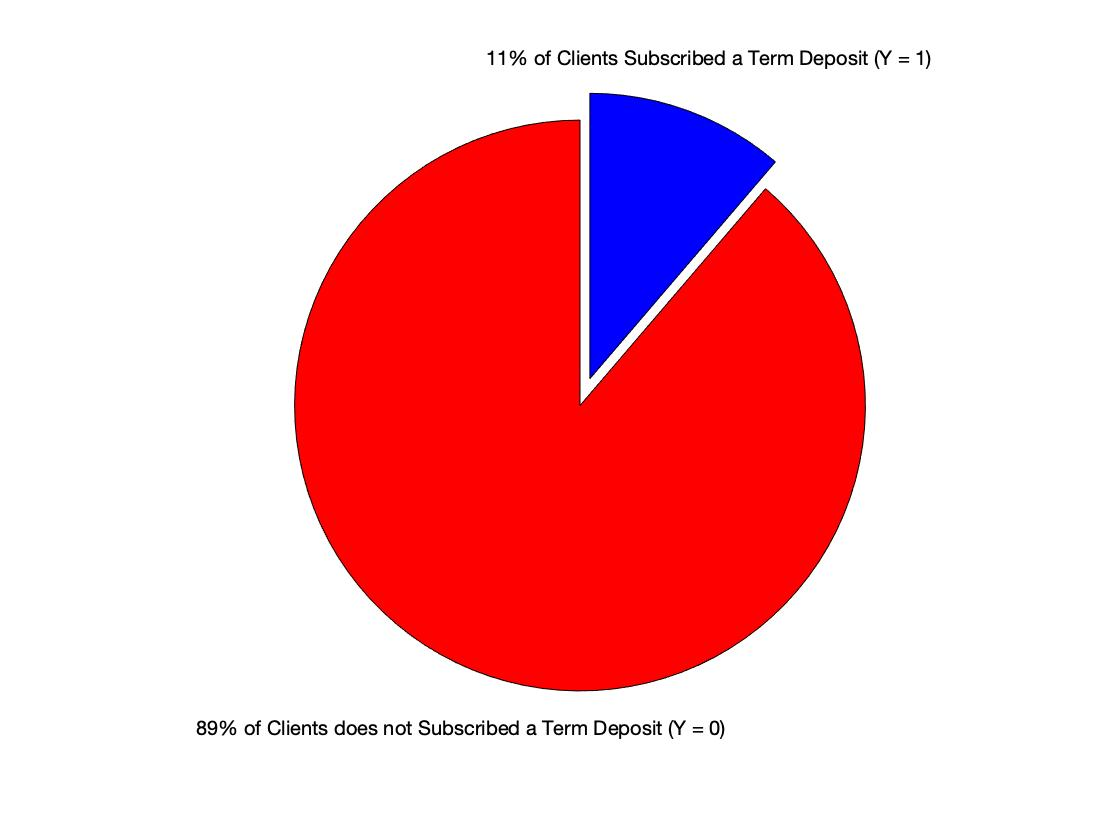 11% of Clients Subscribed a Term Deposit (Y = 1)
89% of Clients does not Subscribed a Term Deposit (Y = 0)